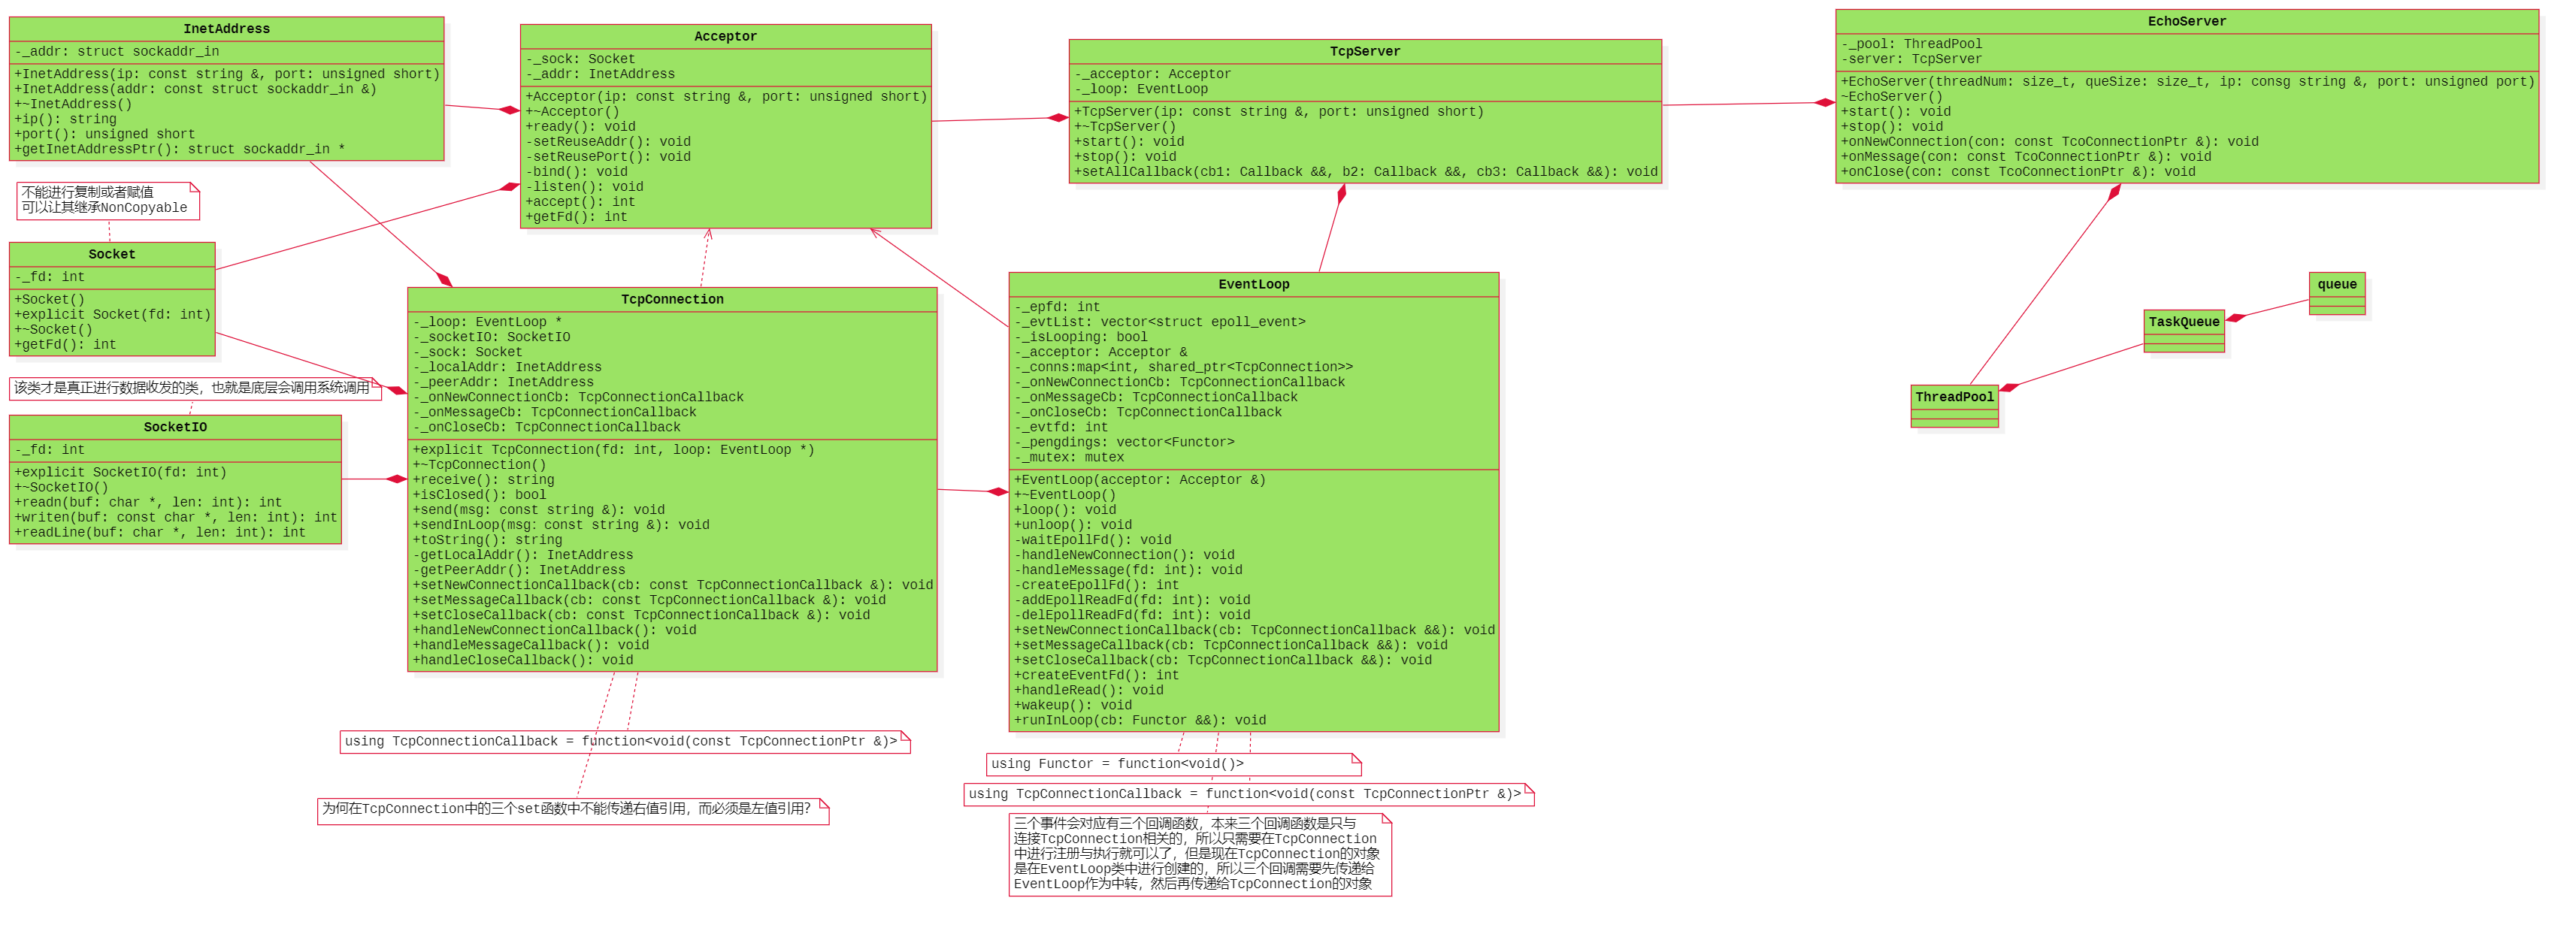 InetAddress
-_addr: struct sockaddr_in
+InetAddress(ip: const string &, port: unsigned short)
+InetAddress(addr: const struct sockaddr_in &)
+~InetAddress()
+ip(): string
+port(): unsigned short
+getInetAddressPtr(): struct sockaddr_in *
不能进行复制或者赋值
可以让其继承NonCopyable
Socket
-_fd: int
+Socket()
+explicit Socket(fd: int)
+~Socket()
+getFd(): int
该类才是真正进行数据收发的类，也就是底层会调用系统调用
SocketIO
-_fd: int
+explicit SocketIO(fd: int)
+~SocketIO()
+readn(buf: char *, len: int): int
+writen(buf: const char *, len: int): int
+readLine(buf: char *, len: int): int
Acceptor
-_sock: Socket
-_addr: InetAddress
+Acceptor(ip: const string &, port: unsigned short)
+~Acceptor()
+ready(): void
-setReuseAddr(): void
-setReusePort(): void
-bind(): void
-listen(): void
+accept(): int
+getFd(): int
TcpConnection
-_loop: EventLoop *
-_socketIO: SocketIO
-_sock: Socket
-_localAddr: InetAddress
-_peerAddr: InetAddress
-_onNewConnectionCb: TcpConnectionCallback
-_onMessageCb: TcpConnectionCallback
-_onCloseCb: TcpConnectionCallback
+explicit TcpConnection(fd: int, loop: EventLoop *)
+~TcpConnection()
+receive(): string
+isClosed(): bool
+send(msg: const string &): void
+sendInLoop(msg：const string &): void
+toString(): string
-getLocalAddr(): InetAddress
-getPeerAddr(): InetAddress
+setNewConnectionCallback(cb: const TcpConnectionCallback &): void
+setMessageCallback(cb: const TcpConnectionCallback &): void
+setCloseCallback(cb: const TcpConnectionCallback &): void
+handleNewConnectionCallback(): void
+handleMessageCallback(): void
+handleCloseCallback(): void
using TcpConnectionCallback = function<void(const TcpConnectionPtr &)>
为何在TcpConnection中的三个set函数中不能传递右值引用，而必须是左值引用？
TcpServer
-_acceptor: Acceptor
-_loop: EventLoop
+TcpServer(ip: const string &, port: unsigned short)
+~TcpServer()
+start(): void
+stop(): void
+setAllCallback(cb1: Callback &&, b2: Callback &&, cb3: Callback &&): void
EventLoop
-_epfd: int
-_evtList: vector<struct epoll_event>
-_isLooping: bool
-_acceptor: Acceptor &
-_conns:map<int, shared_ptr<TcpConnection>>
-_onNewConnectionCb: TcpConnectionCallback
-_onMessageCb: TcpConnectionCallback
-_onCloseCb: TcpConnectionCallback
-_evtfd: int
-_pengdings: vector<Functor>
-_mutex: mutex
+EventLoop(acceptor: Acceptor &)
+~EventLoop()
+loop(): void
+unloop(): void
-waitEpollFd(): void
-handleNewConnection(): void
-handleMessage(fd: int): void
-createEpollFd(): int
-addEpollReadFd(fd: int): void
-delEpollReadFd(fd: int): void
+setNewConnectionCallback(cb: TcpConnectionCallback &&): void
+setMessageCallback(cb: TcpConnectionCallback &&): void
+setCloseCallback(cb: TcpConnectionCallback &&): void
+createEventFd(): int
+handleRead(): void
+wakeup(): void
+runInLoop(cb: Functor &&): void
using Functor = function<void()>
using TcpConnectionCallback = function<void(const TcpConnectionPtr &)>
三个事件会对应有三个回调函数，本来三个回调函数是只与
连接TcpConnection相关的，所以只需要在TcpConnection
中进行注册与执行就可以了，但是现在TcpConnection的对象
是在EventLoop类中进行创建的，所以三个回调需要先传递给
EventLoop作为中转，然后再传递给TcpConnection的对象
EchoServer
-_pool: ThreadPool
-server: TcpServer
+EchoServer(threadNum: size_t, queSize: size_t, ip: consg string &, port: unsigned port)
~EchoServer()
+start(): void
+stop(): void
+onNewConnection(con: const TcoConnectionPtr &): void
+onMessage(con: const TcoConnectionPtr &): void
+onClose(con: const TcoConnectionPtr &): void
queue
TaskQueue
ThreadPool